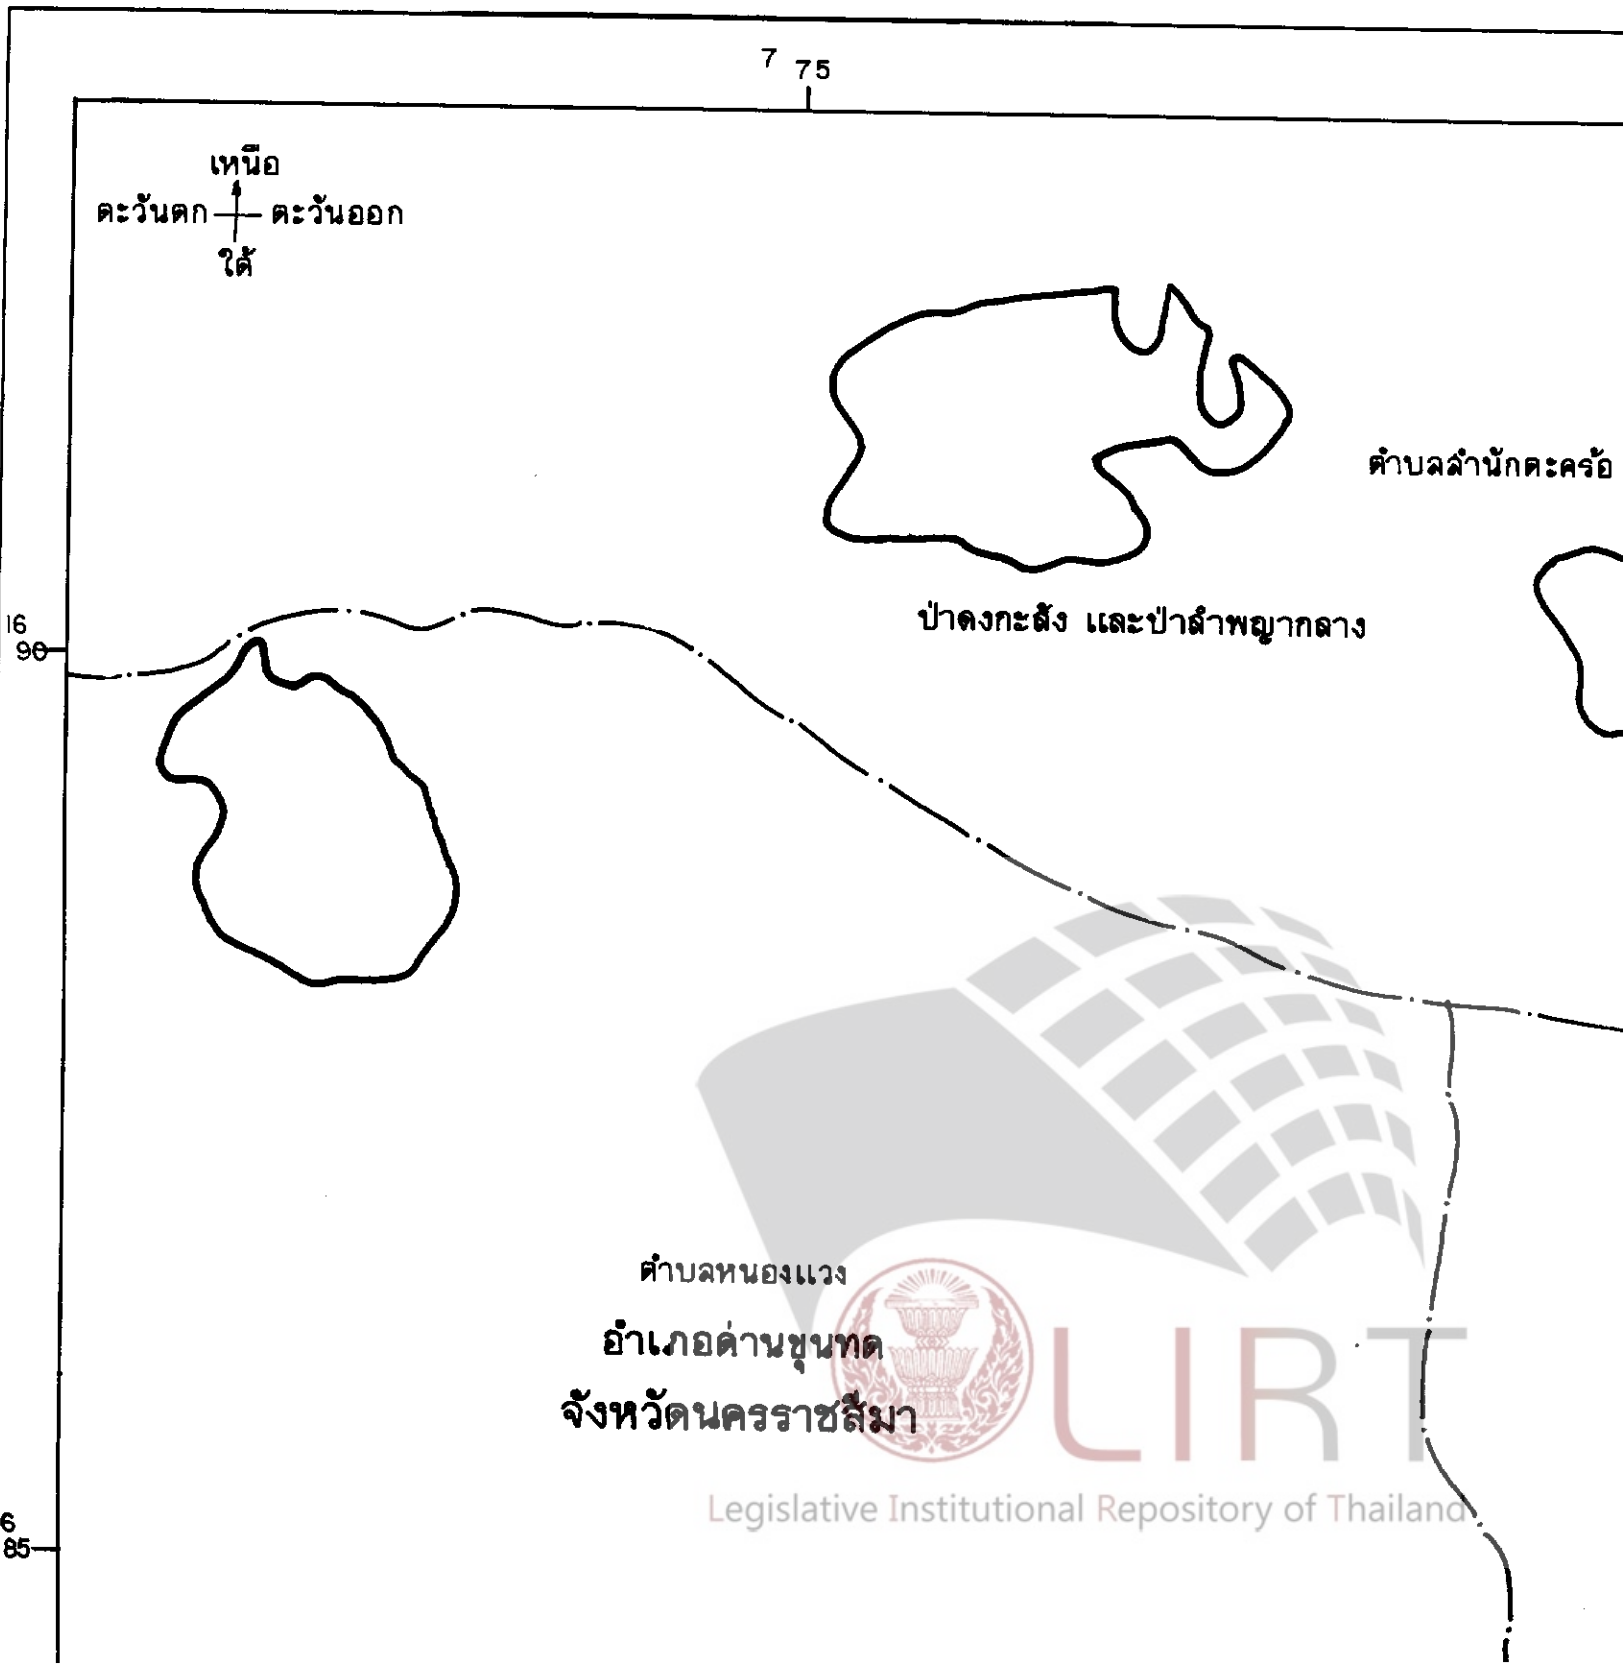 7 75
เหนือ
ตะวันตก ตะวันออก
ใต้
ตำบลสำนักตะคร้อ
ป่าดงกะสัง และป่าลำพญากลาง
16
90
ตำบลหนองแวง
อำเภอด่านขุนทด
จังหวัดนครราชสีมา
LIRT
Legislative Institutional Repository of Thailand
6
85